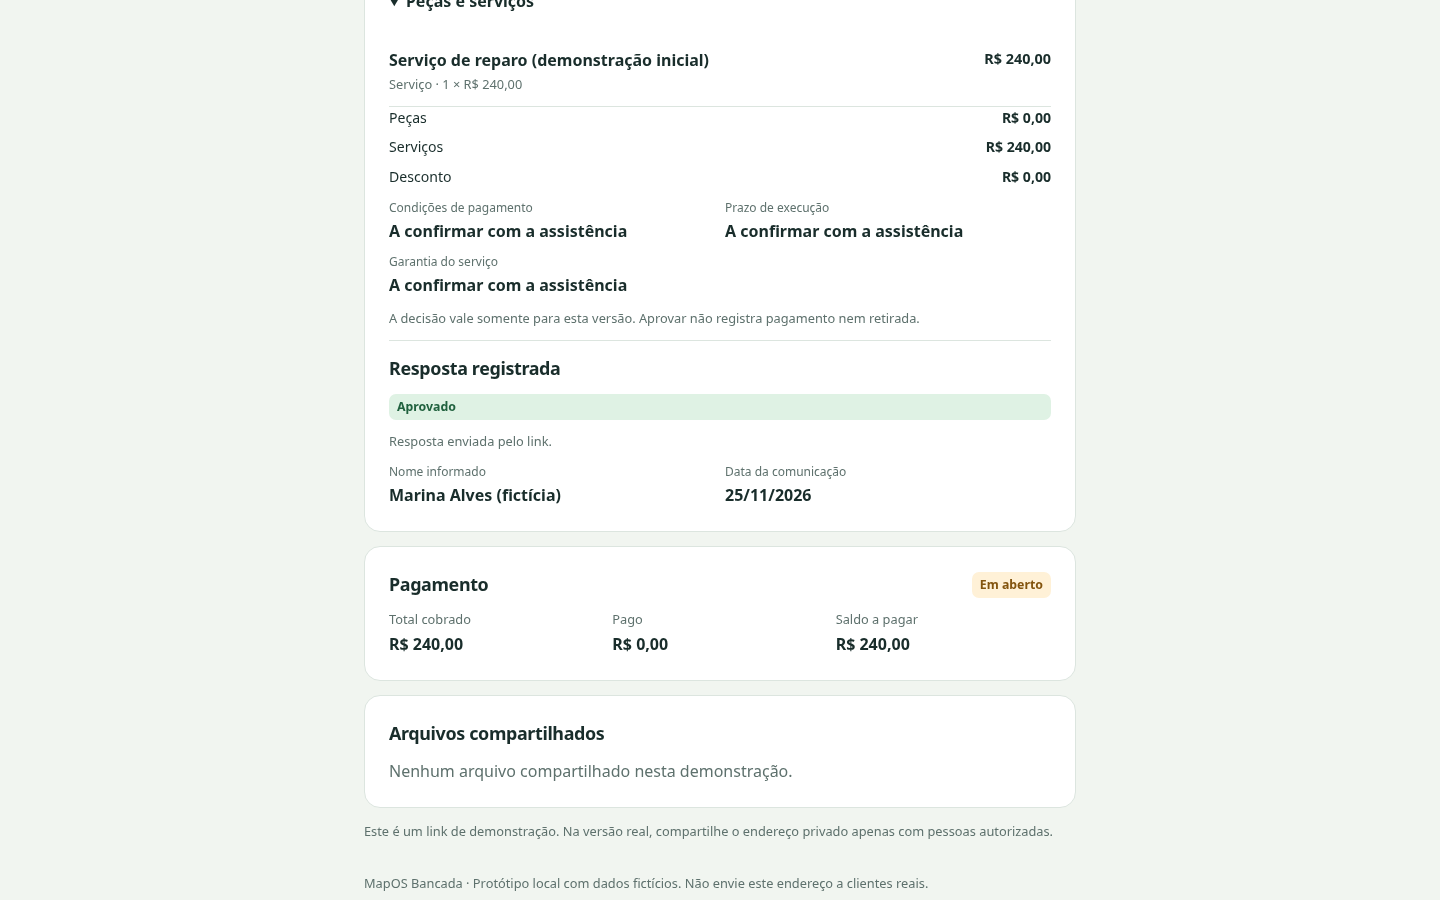 ▼ Peças e serviços
Serviço de reparo (demonstração inicial)
R$ 240,00
Serviço · 1 × R$ 240,00
Peças
R$ 0,00
Serviços
R$ 240,00
Desconto
R$ 0,00
Condições de pagamento
Prazo de execução
A confirmar com a assistência
A confirmar com a assistência
Garantia do serviço
A confirmar com a assistência
A decisão vale somente para esta versão. Aprovar não registra pagamento nem retirada.
Resposta registrada
Aprovado
Resposta enviada pelo link.
Nome informado
Data da comunicação
Marina Alves (fictícia)
25/11/2026
Pagamento
Em aberto
Total cobrado
Pago
Saldo a pagar
R$ 240,00
R$ 0,00
R$ 240,00
Arquivos compartilhados
Nenhum arquivo compartilhado nesta demonstração.
Este é um link de demonstração. Na versão real, compartilhe o endereço privado apenas com pessoas autorizadas.
MapOS Bancada · Protótipo local com dados fictícios. Não envie este endereço a clientes reais.